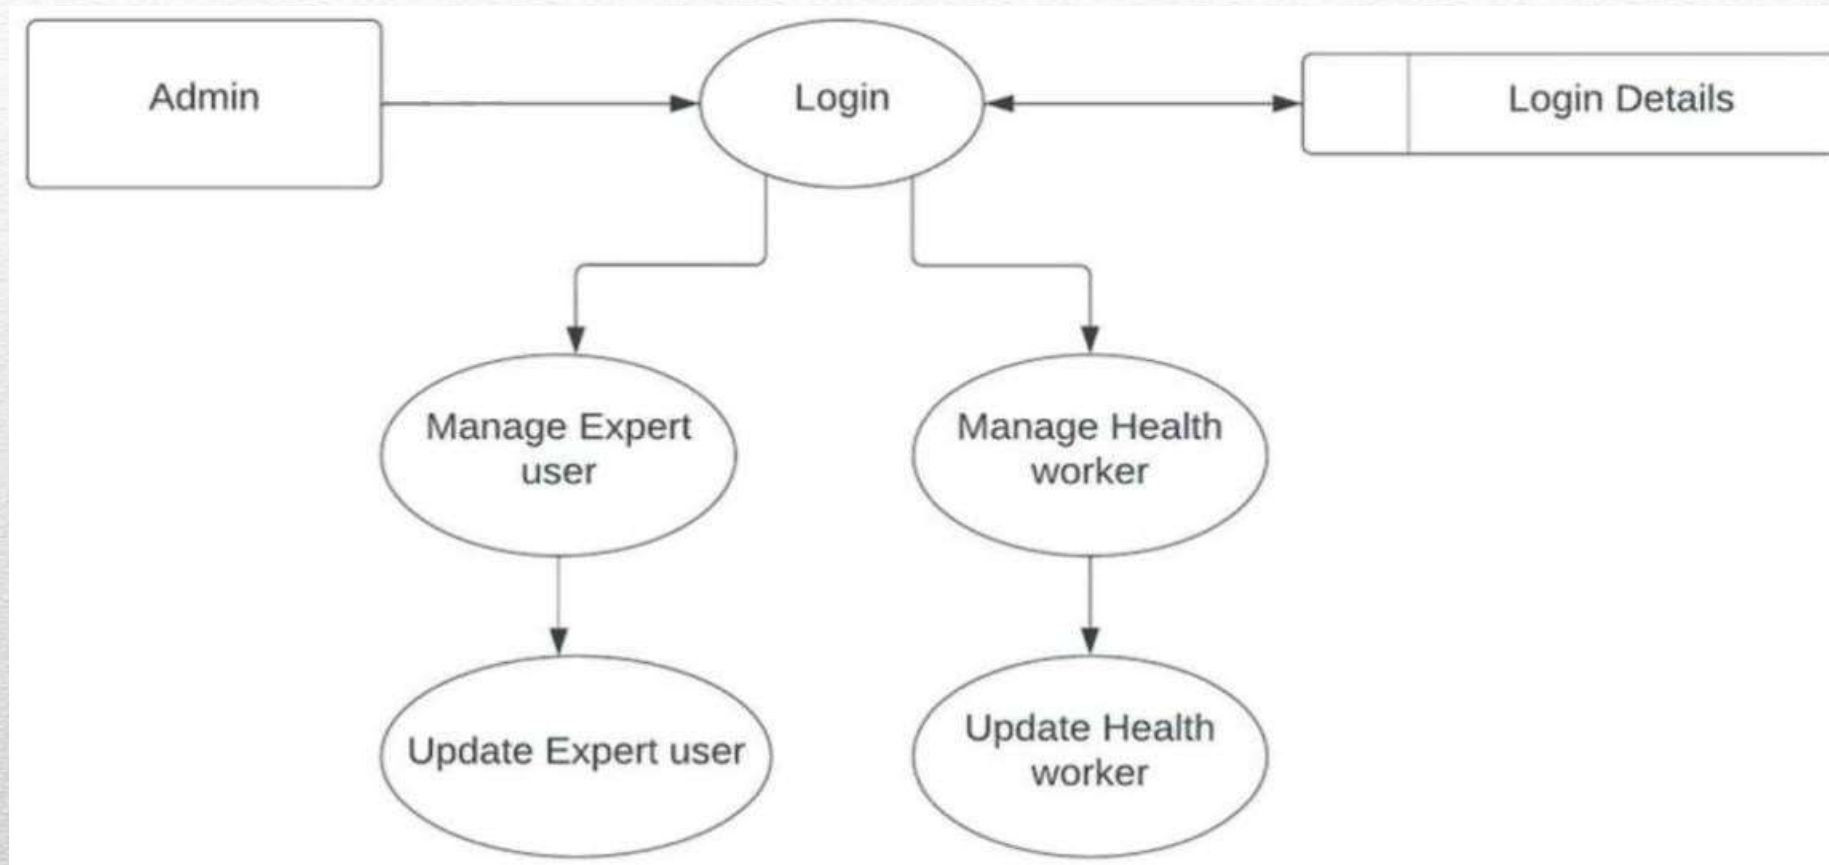 Admin
Login
Login Details
Manage Expert
user
Manage Health
worker
Update Expert user
Update Health
worker